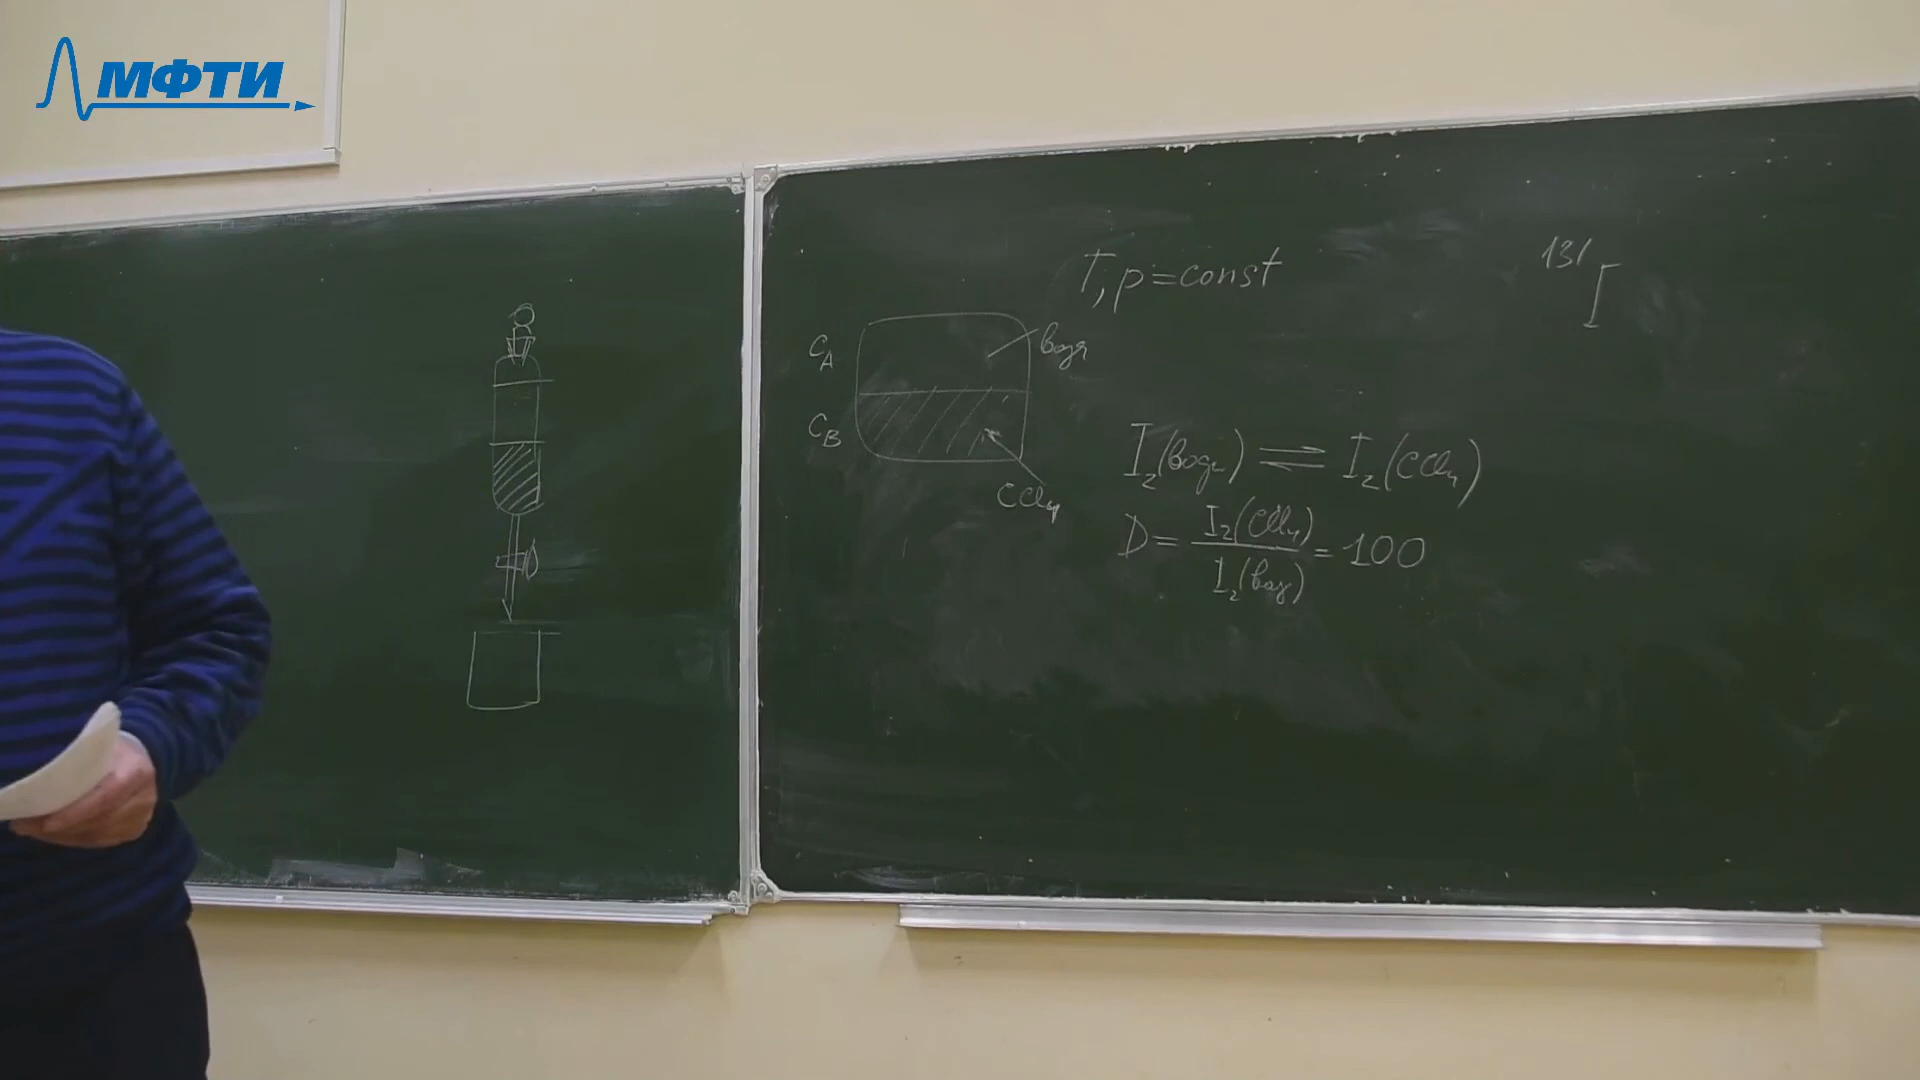 МФТИ
T, p = const
131
I
C_A
вода
C_B
CCl₄
I₂(вода) ⇌ I₂(CCl₄)
D = I₂(CCl₄) / I₂(вод) = 100